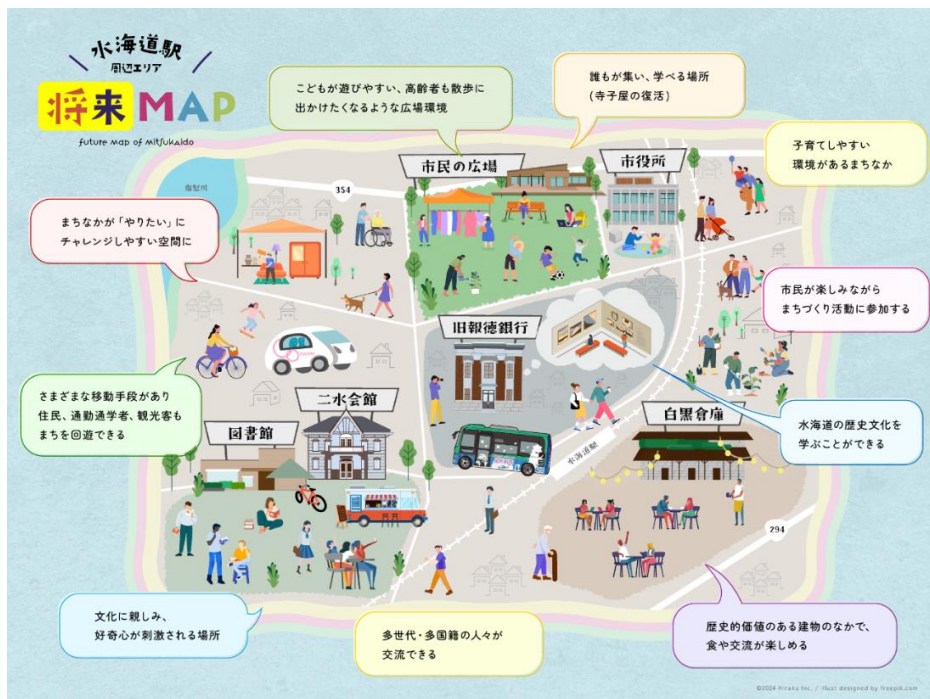 水海道駅
周辺エリア
将来MAP
future map of mitsukaido
こどもが遊びやすい、高齢者も散歩に
出かけたくなるような広場環境
誰もが集い、学べる場所
(寺子屋の復活)
子育てしやすい
環境があるまちなか
まちなかが「やりたい」に
チャレンジしやすい空間に
354
市民の広場
市役所
市民が楽しみながら
まちづくり活動に参加する
旧報徳銀行
さまざまな移動手段があり
住民、通勤通学者、観光客も
まちを回遊できる
二水会館
図書館
白黒倉庫
水海道の歴史文化を
学ぶことができる
水海道駅
294
文化に親しみ、
好奇心が刺激される場所
多世代・多国籍の人々が
交流できる
歴史的価値のある建物のなかで、
食や交流が楽しめる
©2024 Hiraku Inc. / Illust designed by freepik.com